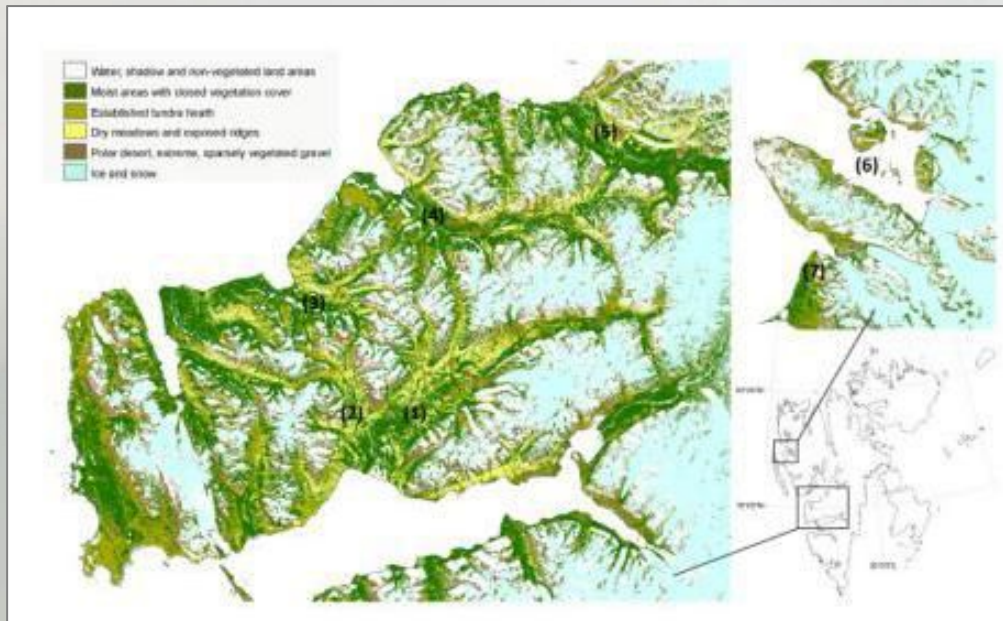 Water, shadow and non-vegetated land areas
Moist areas with closed vegetation cover
Established tundra heath
Dry meadows and exposed ridges
Polar desert, extreme, sparsely vegetated gravel
Ice and snow
(5)
(4)
(3)
(2)
(1)
(6)
(7)